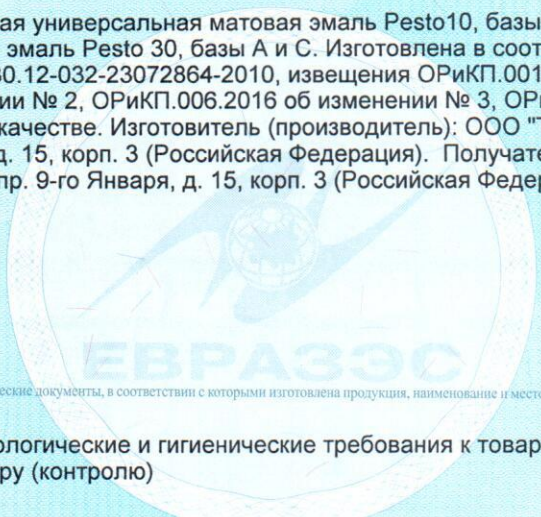 ая универсальная матовая эмаль Pesto10, базы
эмаль Pesto 30, базы А и С. Изготовлена в соот
30.12-032-23072864-2010, извещения ОРиКП.001
ии № 2, ОРиКП.006.2016 об изменении № 3, ОРи
качестве. Изготовитель (производитель): ООО "Т
д. 15, корп. 3 (Российская Федерация). Получате
пр. 9-го Января, д. 15, корп. 3 (Российская Федер
ЕВРАЗЭС
еские документы, в соответствии с которыми изготовлена продукция, наименование и место
ологические и гигиенические требования к товар
ру (контролю)